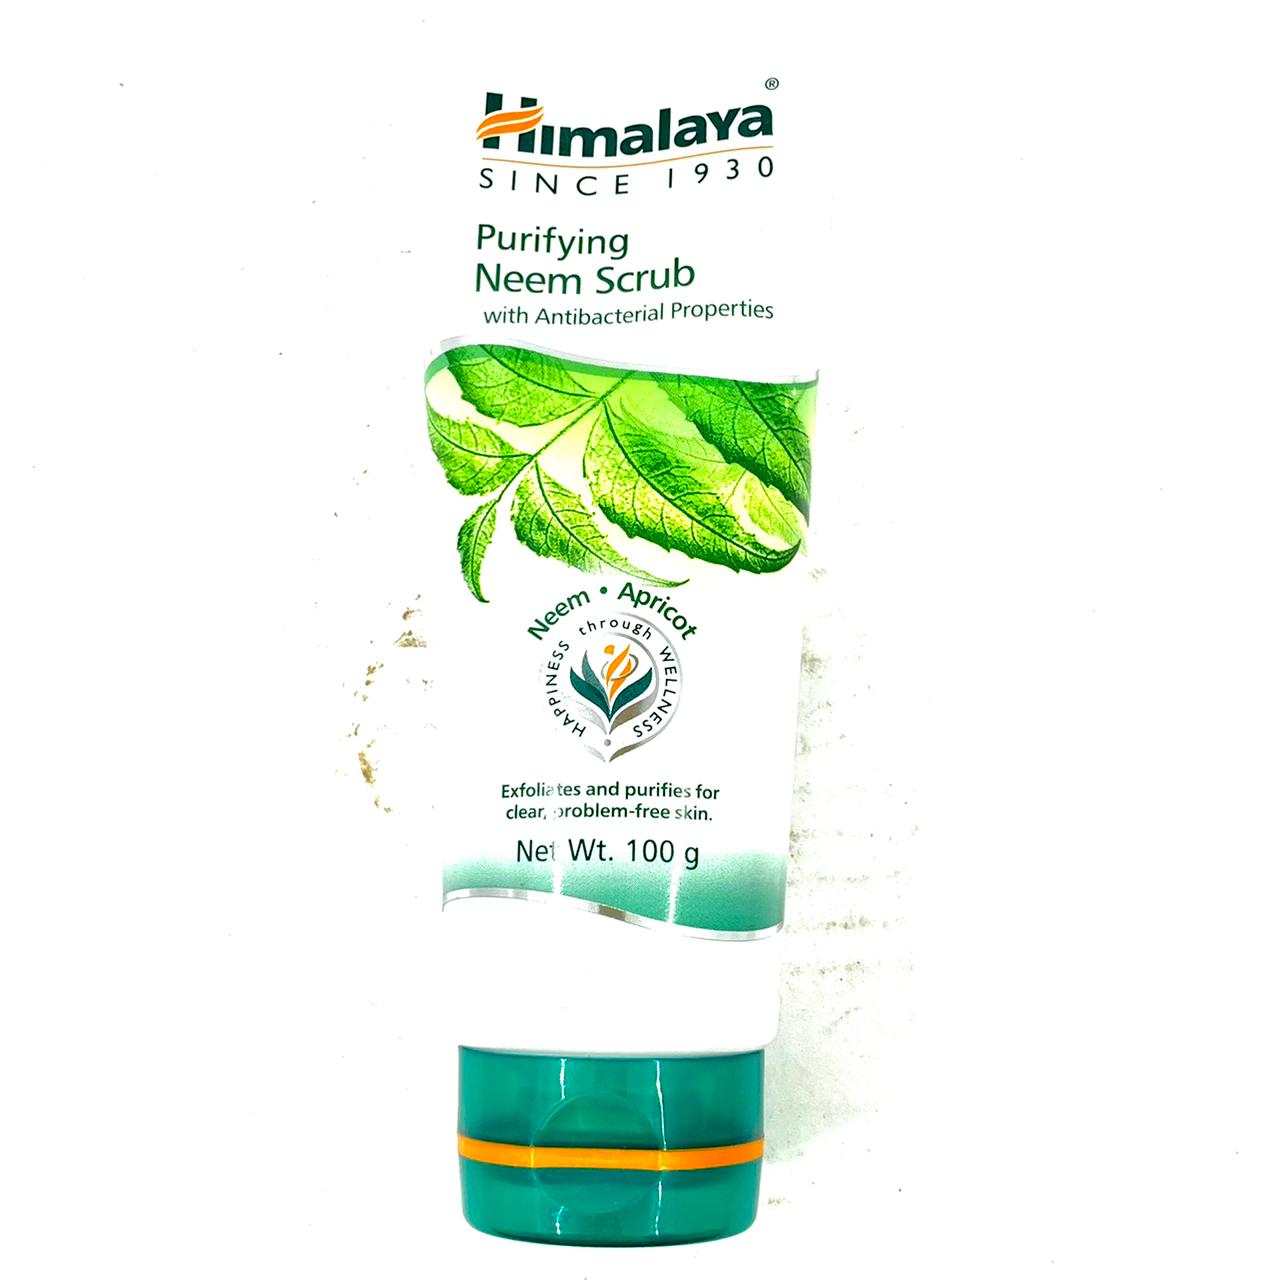 Himalaya®
SINCE 1930
Purifying
Neem Scrub
with Antibacterial Properties
Neem • Apricot
HAPPINESS through WELLNESS
Exfoliates and purifies for
clear, problem-free skin.
Net Wt. 100 g